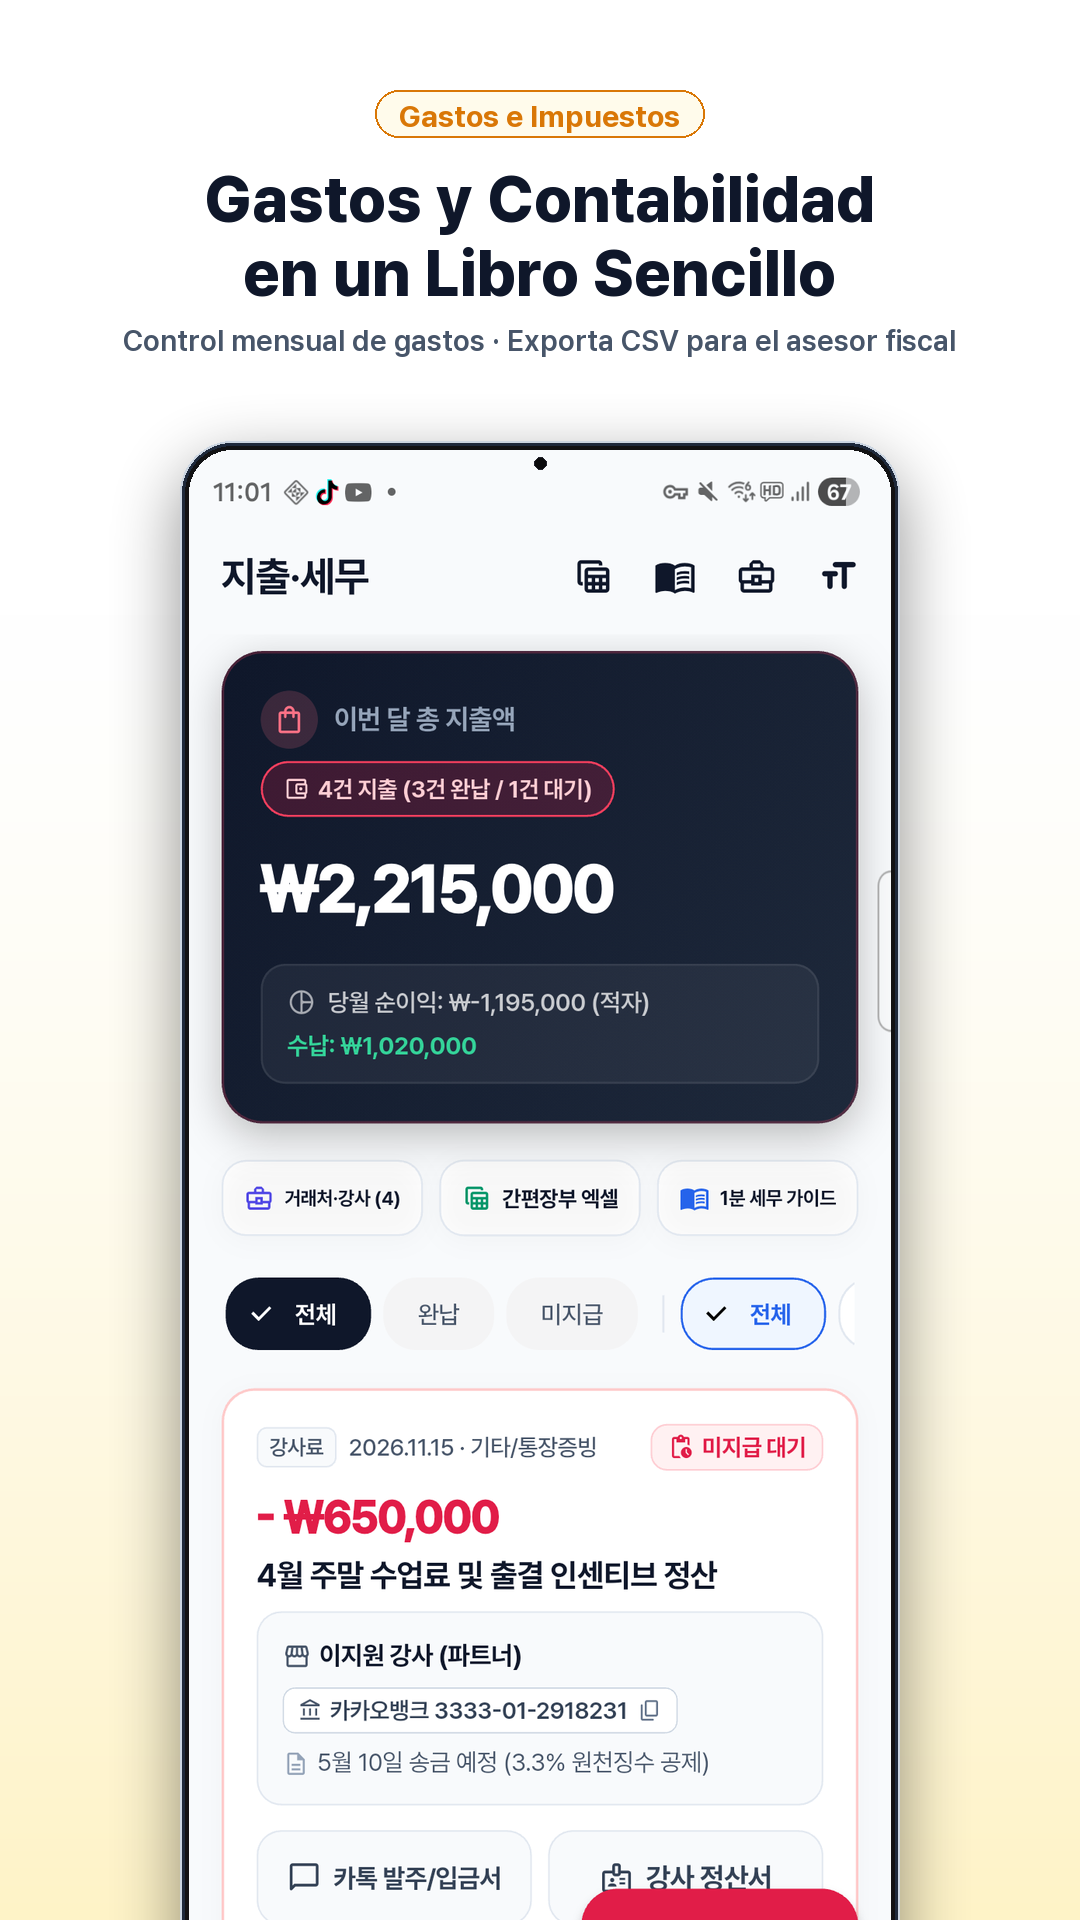 Gastos e Impuestos
Gastos y Contabilidad
en un Libro Sencillo
Control mensual de gastos · Exporta CSV para el asesor fiscal
11:01
HD
67
지출·세무
이번 달 총 지출액
4건 지출 (3건 완납 / 1건 대기)
₩2,215,000
당월 순이익: ₩-1,195,000 (적자)
수납: ₩1,020,000
거래처·강사 (4)
간편장부 엑셀
1분 세무 가이드
전체
완납
미지급
전체
강사료
2026.11.15 · 기타/통장증빙
미지급 대기
- ₩650,000
4월 주말 수업료 및 출결 인센티브 정산
이지원 강사 (파트너)
카카오뱅크 3333-01-2918231
5월 10일 송금 예정 (3.3% 원천징수 공제)
카톡 발주/입금서
강사 정산서